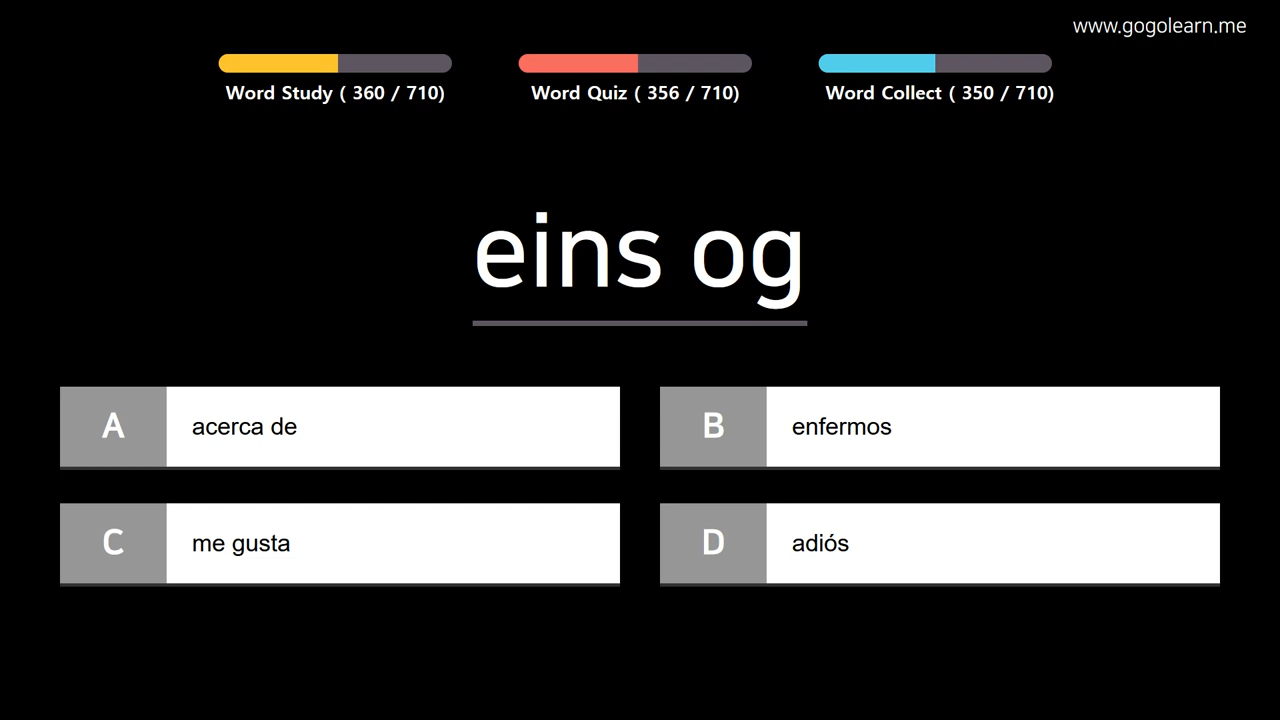 www.gogolearn.me
Word Study ( 360 / 710)
Word Quiz ( 356 / 710)
Word Collect ( 350 / 710)
eins og
A acerca de
B enfermos
C me gusta
D adiós